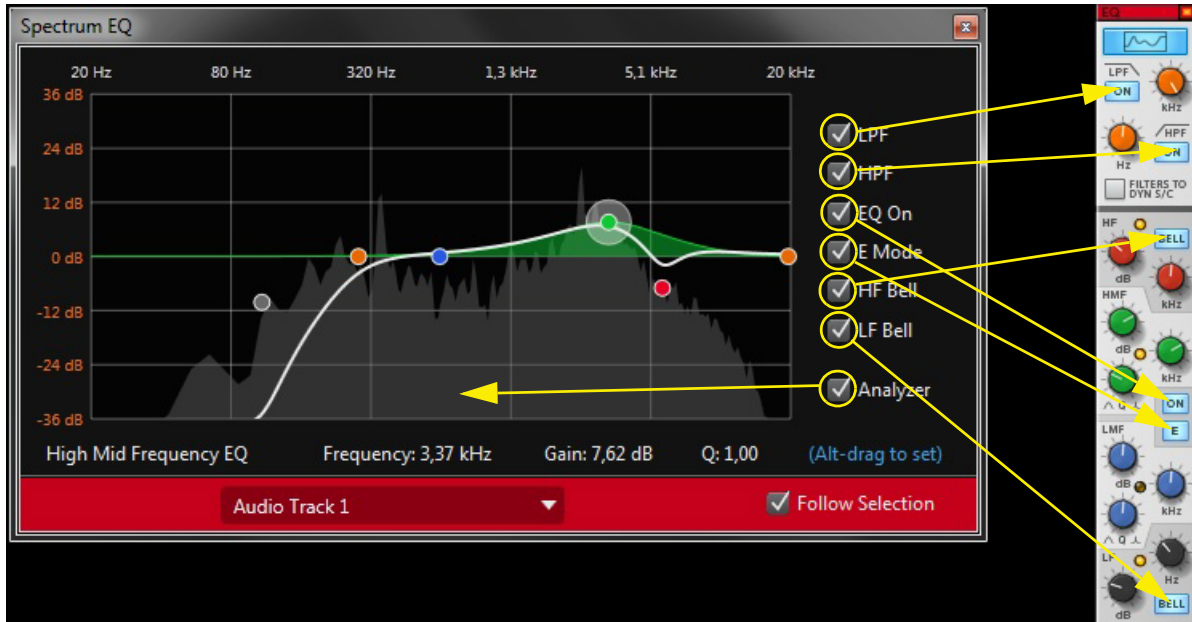 Spectrum EQ
20 Hz 80 Hz 320 Hz 1,3 kHz 5,1 kHz 20 kHz
36 dB
24 dB
12 dB
0 dB
-12 dB
-24 dB
-36 dB
LPF
HPF
EQ On
E Mode
HF Bell
LF Bell
Analyzer
High Mid Frequency EQ Frequency: 3,37 kHz Gain: 7,62 dB Q: 1,00 (Alt-drag to set)
Audio Track 1 Follow Selection
EQ
LPF
ON
kHz
HPF
ON
Hz
FILTERS TO
DYN S/C
HF
BELL
dB
kHz
HMF
dB
kHz
Q
ON
E
LMF
dB
kHz
Q
LF
Hz
BELL
dB